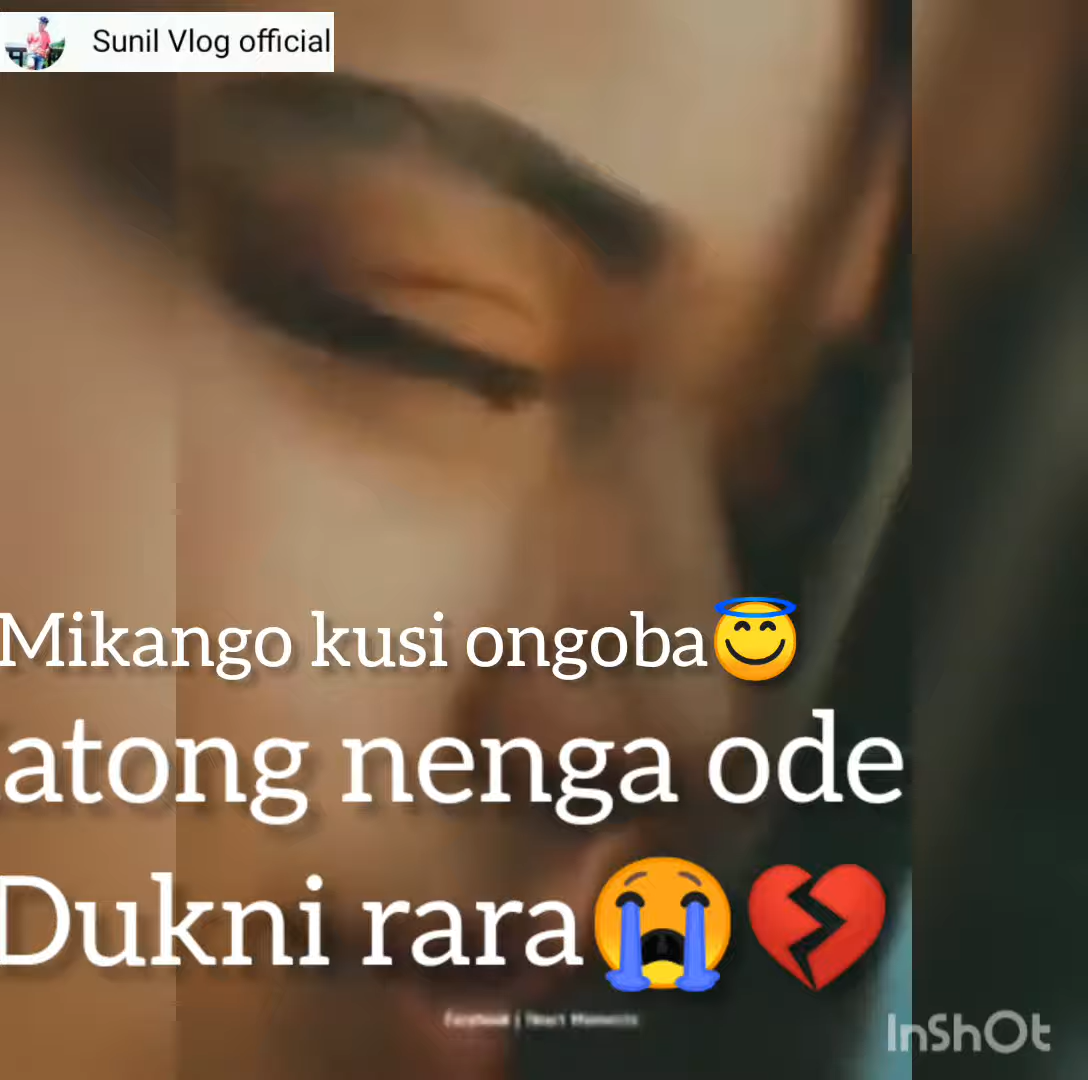 Sunil Vlog official
Mikango kusi ongoba😇
atong nenga ode
Dukni rara😭💔
InShOt